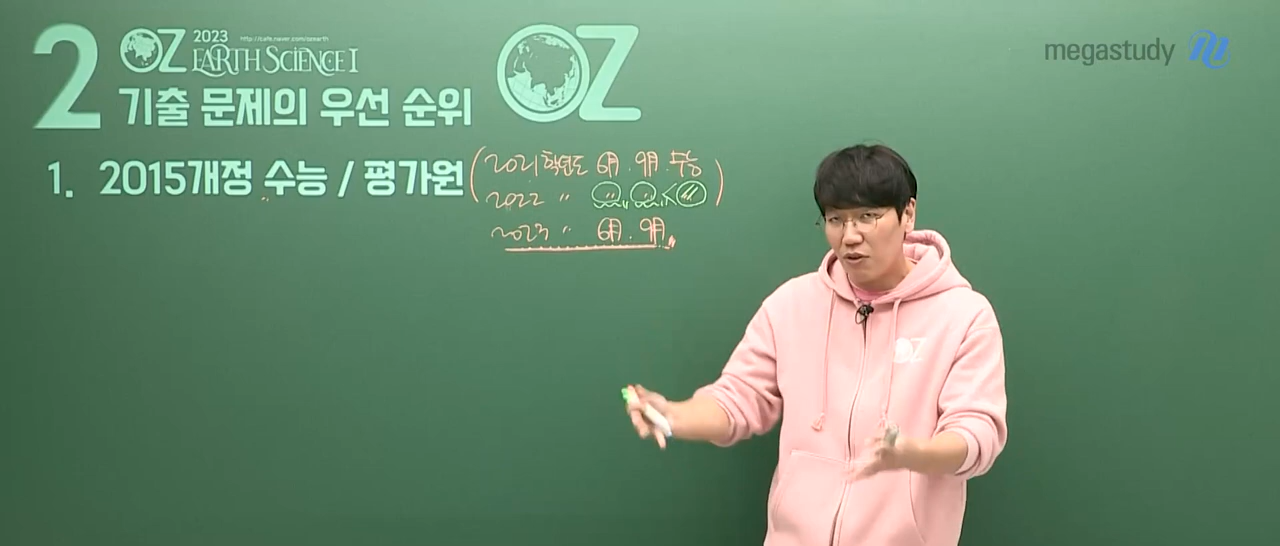 megastudy
2
OZ 2023 EARTH SCIENCE I
http://cafe.naver.com/ozearth
기출 문제의 우선 순위
OZ
1. 2015개정 수능 / 평가원
(2021학년도 6月. 9月. 수능
2022 〃
2023 〃 6月. 9月.)
OZ